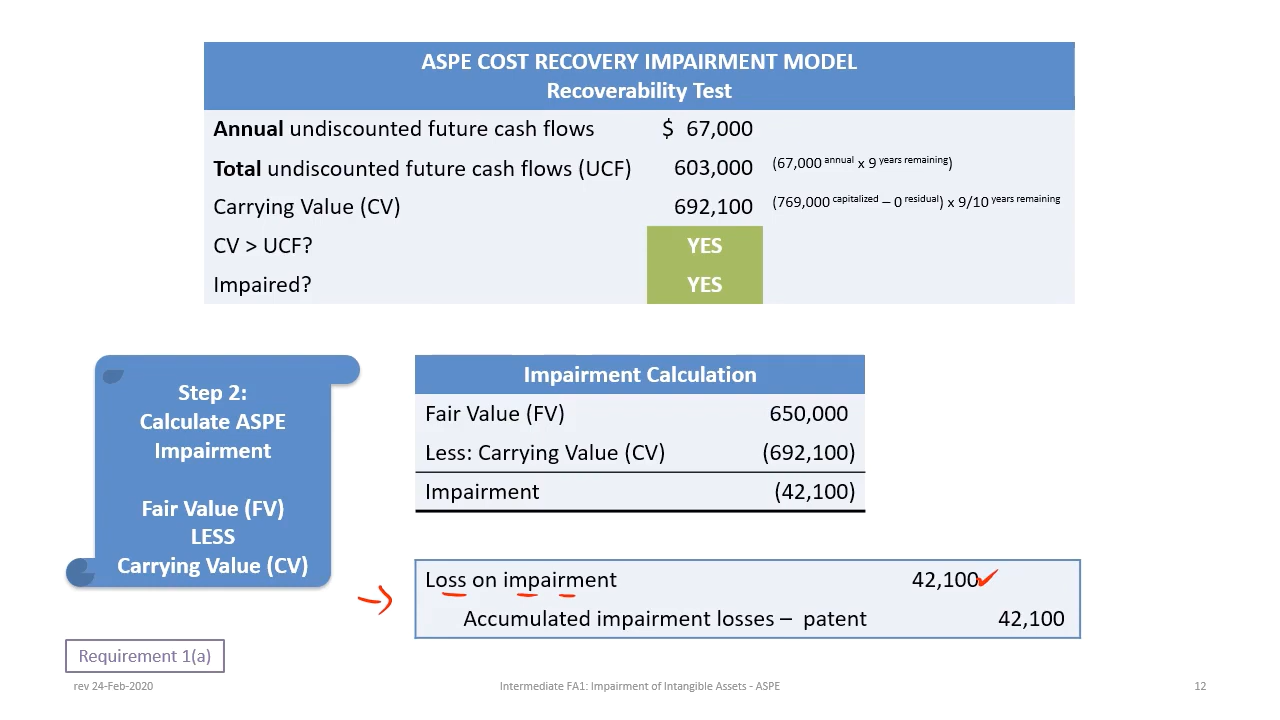 ASPE COST RECOVERY IMPAIRMENT MODEL
Recoverability Test
Annual undiscounted future cash flows $ 67,000
Total undiscounted future cash flows (UCF) 603,000 (67,000 annual x 9 years remaining)
Carrying Value (CV) 692,100 (769,000 capitalized – 0 residual) x 9/10 years remaining
CV > UCF? YES
Impaired? YES
Step 2:
Calculate ASPE
Impairment
Fair Value (FV)
LESS
Carrying Value (CV)
Impairment Calculation
Fair Value (FV) 650,000
Less: Carrying Value (CV) (692,100)
Impairment (42,100)
Loss on impairment 42,100
Accumulated impairment losses – patent 42,100
Requirement 1(a)
rev 24-Feb-2020 Intermediate FA1: Impairment of Intangible Assets - ASPE 12